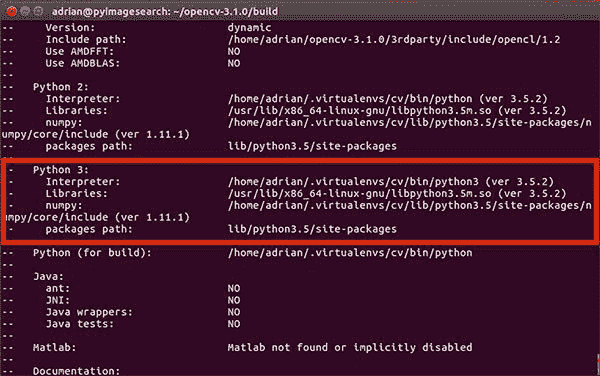 adrian@pyimagesearch: ~/opencv-3.1.0/build
-- Version: dynamic
-- Include path: /home/adrian/opencv-3.1.0/3rdparty/include/opencl/1.2
-- Use AMDFFT: NO
-- Use AMDBLAS: NO
--
-- Python 2:
-- Interpreter: /home/adrian/.virtualenvs/cv/bin/python (ver 3.5.2)
-- Libraries: /usr/lib/x86_64-linux-gnu/libpython3.5m.so (ver 3.5.2)
-- numpy: /home/adrian/.virtualenvs/cv/lib/python3.5/site-packages/n
umpy/core/include (ver 1.11.1)
-- packages path: lib/python3.5/site-packages
--
- Python 3:
- Interpreter: /home/adrian/.virtualenvs/cv/bin/python3 (ver 3.5.2)
- Libraries: /usr/lib/x86_64-linux-gnu/libpython3.5m.so (ver 3.5.2)
- numpy: /home/adrian/.virtualenvs/cv/lib/python3.5/site-packages/n
umpy/core/include (ver 1.11.1)
- packages path: lib/python3.5/site-packages
-- Python (for build): /home/adrian/.virtualenvs/cv/bin/python
--
-- Java:
-- ant: NO
-- JNI: NO
-- Java wrappers: NO
-- Java tests: NO
--
-- Matlab: Matlab not found or implicitly disabled
--
-- Documentation: